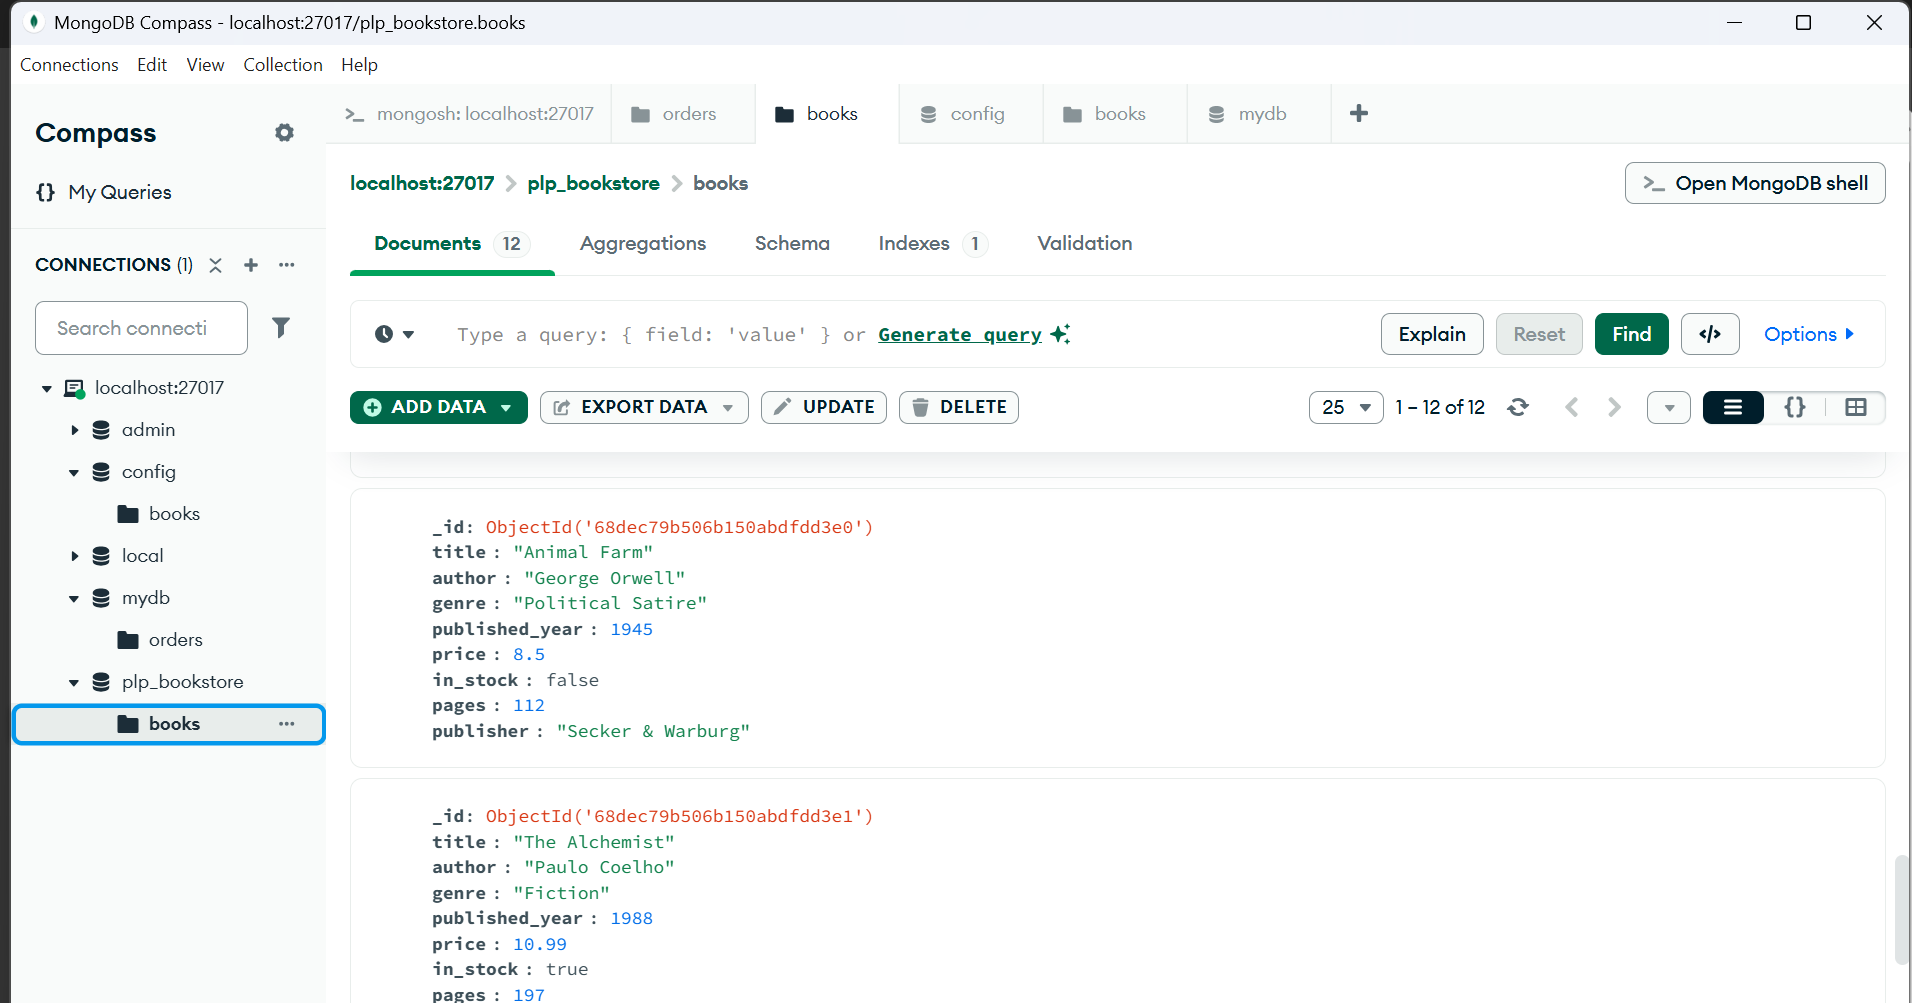 MongoDB Compass - localhost:27017/plp_bookstore.books
Connections Edit View Collection Help
Compass
My Queries
CONNECTIONS (1)
Search connecti
localhost:27017
admin
config
books
local
mydb
orders
plp_bookstore
books
mongosh: localhost:27017 orders books config books mydb
localhost:27017 > plp_bookstore > books
Open MongoDB shell
Documents 12 Aggregations Schema Indexes 1 Validation
Type a query: { field: 'value' } or Generate query
Explain Reset Find </> Options
ADD DATA EXPORT DATA UPDATE DELETE
25 1 – 12 of 12 {}
_id: ObjectId('68dec79b506b150abdfdd3e0')
title : "Animal Farm"
author : "George Orwell"
genre : "Political Satire"
published_year : 1945
price : 8.5
in_stock : false
pages : 112
publisher : "Secker & Warburg"
_id: ObjectId('68dec79b506b150abdfdd3e1')
title : "The Alchemist"
author : "Paulo Coelho"
genre : "Fiction"
published_year : 1988
price : 10.99
in_stock : true
pages : 197